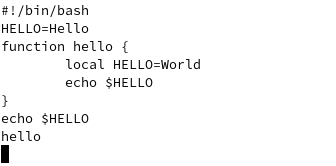 #!/bin/bash
HELLO=Hello
function hello {
        local HELLO=World
        echo $HELLO
}
echo $HELLO
hello